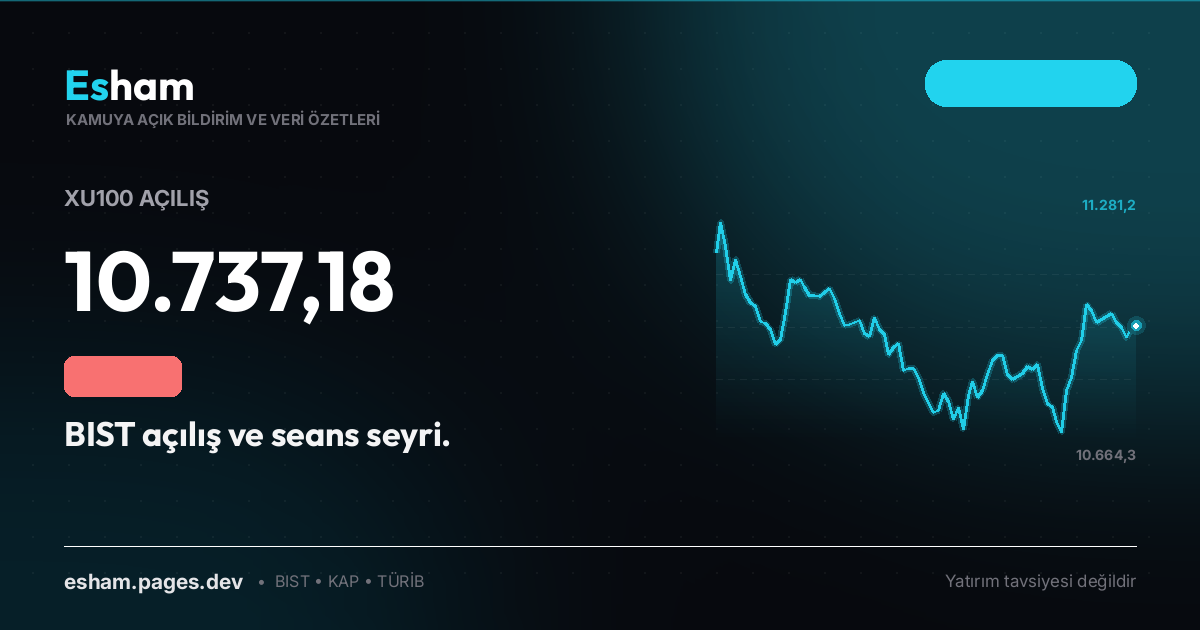 Esham
KAMUYA AÇIK BİLDİRİM VE VERİ ÖZETLERİ
XU100 AÇILIŞ
11.281,2
10.737,18
BIST açılış ve seans seyri.
10.664,3
esham.pages.dev • BIST • KAP • TÜRİB
Yatırım tavsiyesi değildir